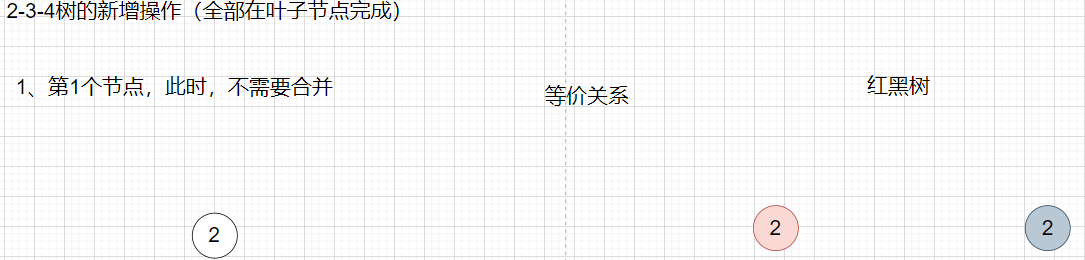 2-3-4树的新增操作（全部在叶子节点完成）
1、第1个节点，此时，不需要合并
等价关系
红黑树
2
2
2